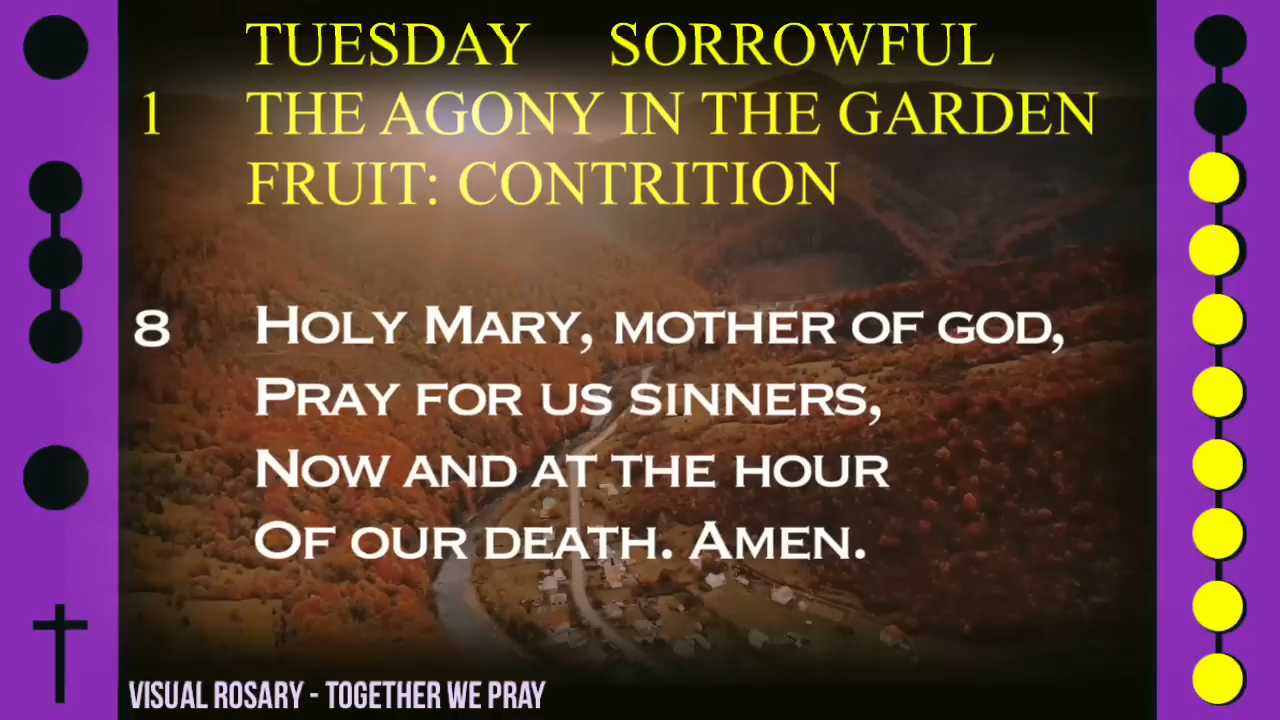 TUESDAY SORROWFUL
1 THE AGONY IN THE GARDEN
FRUIT: CONTRITION
8 HOLY MARY, MOTHER OF GOD,
PRAY FOR US SINNERS,
NOW AND AT THE HOUR
OF OUR DEATH. AMEN.
VISUAL ROSARY - TOGETHER WE PRAY